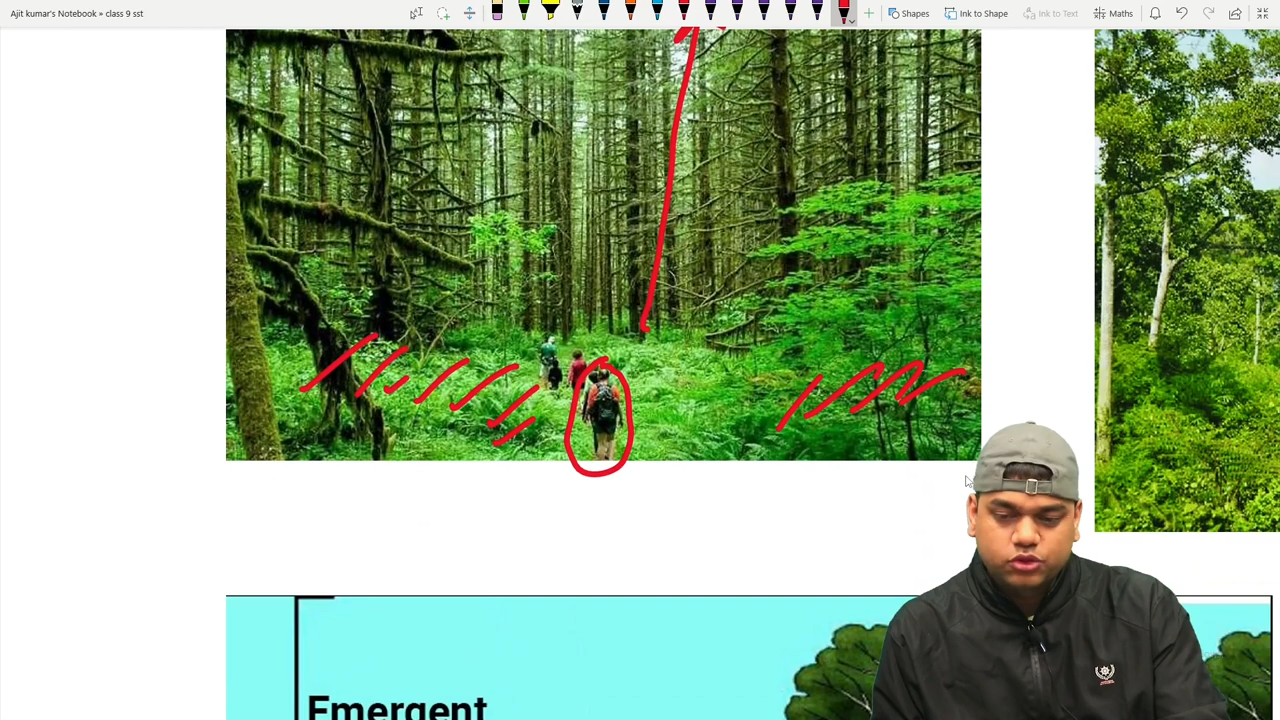 Ajit kumar's Notebook » class 9 sst
Shapes
Ink to Shape
Ink to Text
Maths
Emergent